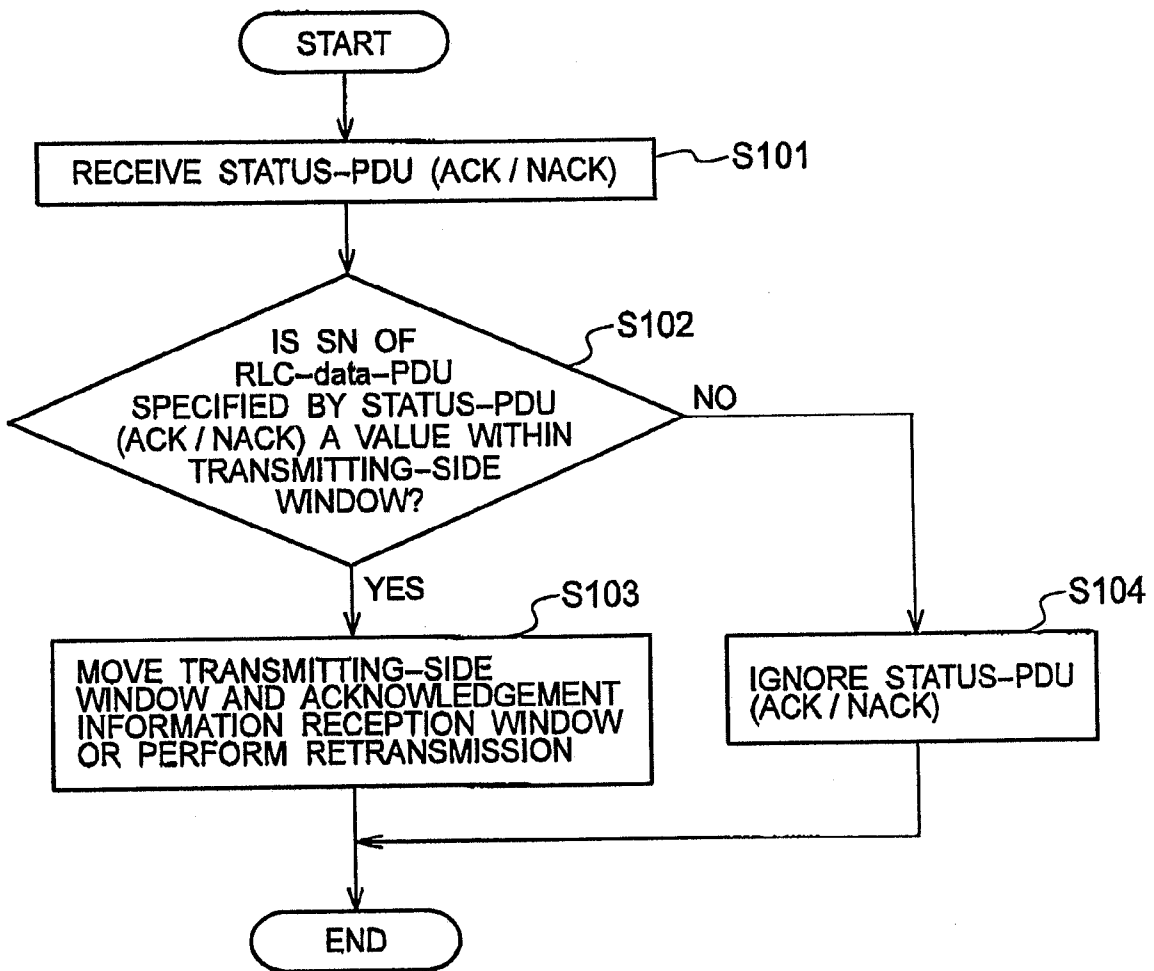 START
RECEIVE STATUS-PDU (ACK / NACK)
S101
IS SN OF
RLC-data-PDU
SPECIFIED BY STATUS-PDU
(ACK / NACK) A VALUE WITHIN
TRANSMITTING-SIDE
WINDOW?
S102
NO
YES
S103
MOVE TRANSMITTING-SIDE
WINDOW AND ACKNOWLEDGEMENT
INFORMATION RECEPTION WINDOW
OR PERFORM RETRANSMISSION
S104
IGNORE STATUS-PDU
(ACK / NACK)
END